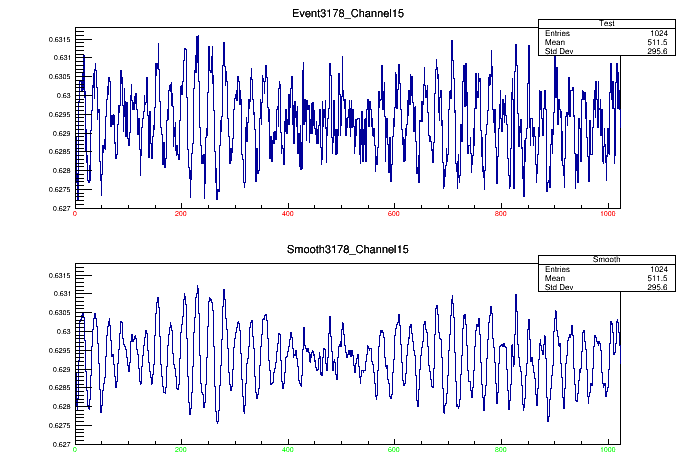 Event3178_Channel15
Test
Entries 1024
Mean 511.5
Std Dev 295.6
0.6315
0.631
0.6305
0.63
0.6295
0.629
0.6285
0.628
0.6275
0.627
0 200 400 600 800 1000
Smooth3178_Channel15
Smooth
Entries 1024
Mean 511.5
Std Dev 295.6
0.6315
0.631
0.6305
0.63
0.6295
0.629
0.6285
0.628
0.6275
0.627
0 200 400 600 800 1000